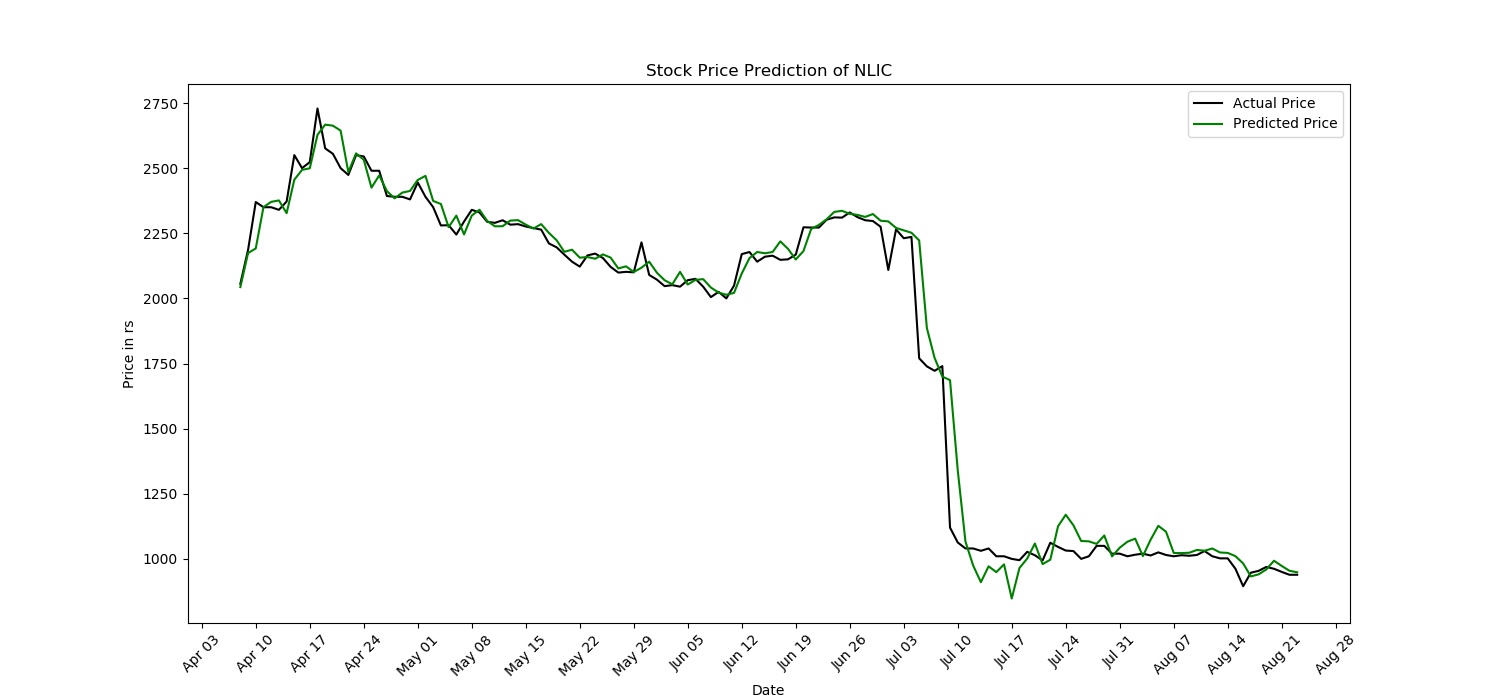 Stock Price Prediction of NLIC
Actual Price
Predicted Price
Price in rs
2750
2500
2250
2000
1750
1500
1250
1000
Apr 03
Apr 10
Apr 17
Apr 24
May 01
May 08
May 15
May 22
May 29
Jun 05
Jun 12
Jun 19
Jun 26
Jul 03
Jul 10
Jul 17
Jul 24
Jul 31
Aug 07
Aug 14
Aug 21
Aug 28
Date